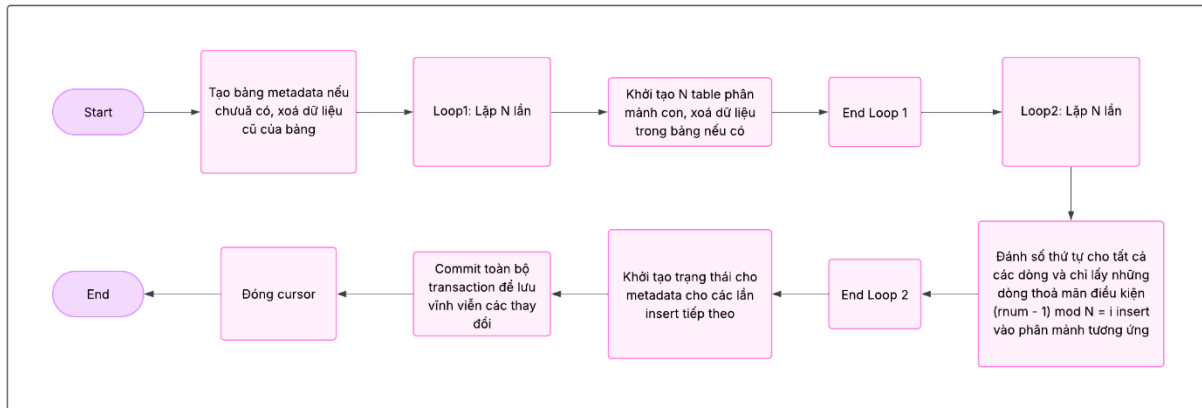 Start
Tạo bảng metadata nếu
chưuă có, xoá dữ liệu
cũ của bảng
Loop1: Lặp N lần
Khởi tạo N table phân
mành con, xoá dữ liệu
trong bảng nếu có
End Loop 1
Loop2: Lặp N lần
Đánh số thứ tự cho tất cả
các dòng và chỉ lấy những
dòng thoả mãn điều kiện
(rnum - 1) mod N = i insert
vào phân mảnh tương ứng
End Loop 2
Khởi tạo trạng thái cho
metadata cho các lần
insert tiếp theo
Commit toàn bộ
transaction để lưu
vĩnh viễn các thay
đổi
Đóng cursor
End